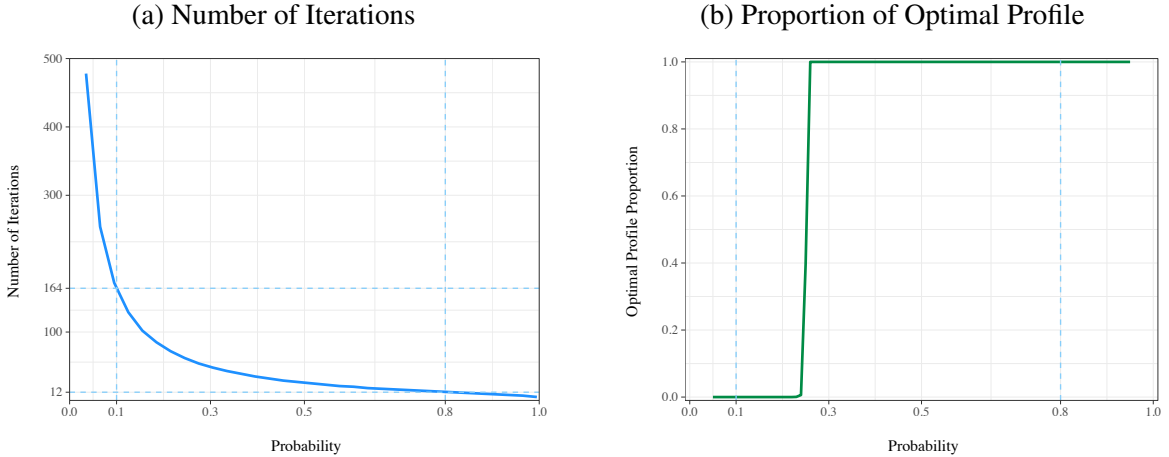 (a) Number of Iterations
500
400
300
164
100
12
0.0 0.1 0.3 0.5 0.8 1.0
Number of Iterations
Probability
(b) Proportion of Optimal Profile
1.0
0.8
0.6
0.4
0.2
0.0
0.0 0.1 0.3 0.5 0.8 1.0
Optimal Profile Proportion
Probability